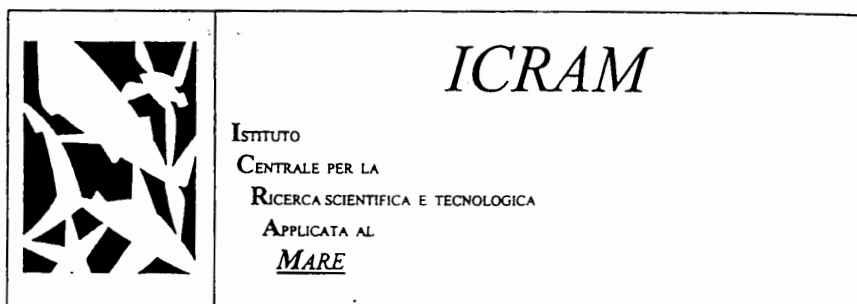 ICRAM
ISTITUTO
CENTRALE PER LA
RICERCA SCIENTIFICA E TECNOLOGICA
APPLICATA AL
MARE